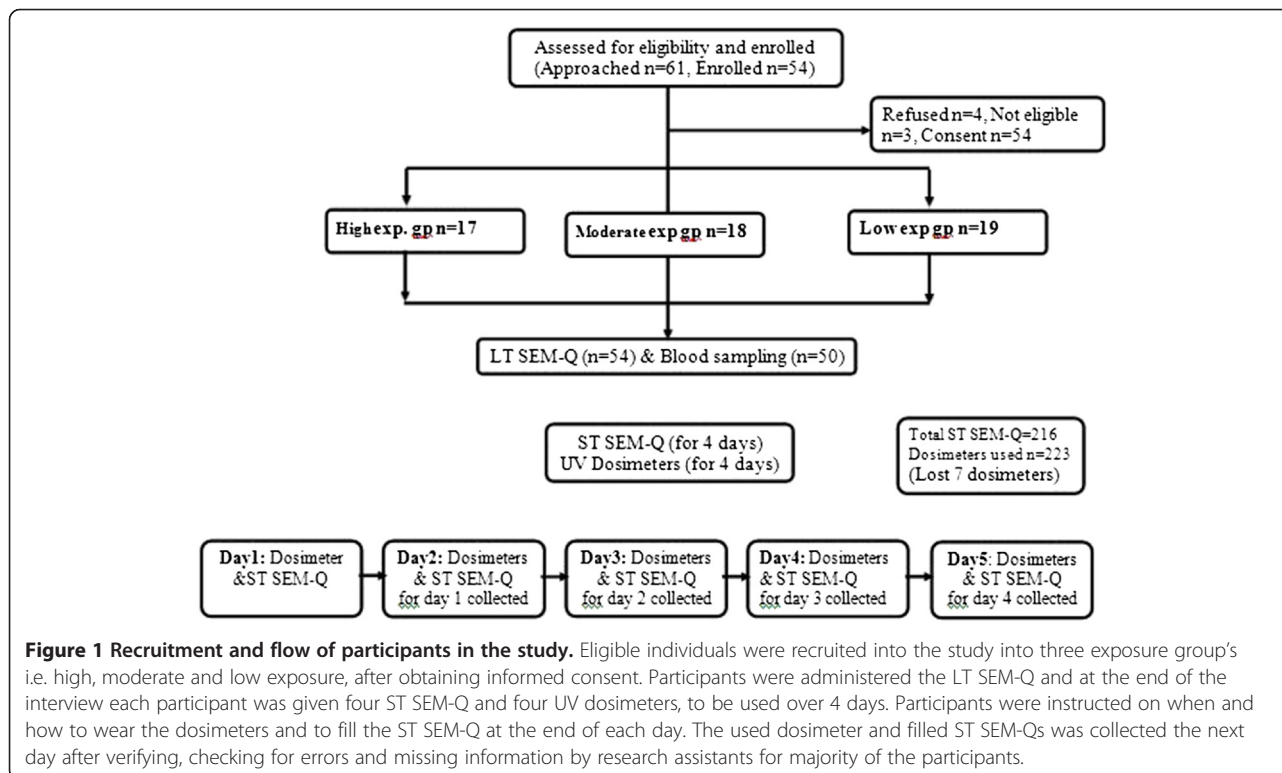 Assessed for eligibility and enrolled
(Approached n=61, Enrolled n=54)
Refused n=4, Not eligible
n=3, Consent n=54
High exp. gp n=17
Moderate exp gp n=18
Low exp gp n=19
LT SEM-Q (n=54) & Blood sampling (n=50)
ST SEM-Q (for 4 days)
UV Dosimeters (for 4 days)
Total ST SEM-Q=216
Dosimeters used n=223
(Lost 7 dosimeters)
Day1: Dosimeter
&ST SEM-Q
Day2: Dosimeters
& ST SEM-Q
for day 1 collected
Day3: Dosimeters
& ST SEM-Q
for day 2 collected
Day4: Dosimeters
& ST SEM-Q
for day 3 collected
Day5: Dosimeters
& ST SEM-Q
for day 4 collected
Figure 1 Recruitment and flow of participants in the study. Eligible individuals were recruited into the study into three exposure group's
i.e. high, moderate and low exposure, after obtaining informed consent. Participants were administered the LT SEM-Q and at the end of the
interview each participant was given four ST SEM-Q and four UV dosimeters, to be used over 4 days. Participants were instructed on when and
how to wear the dosimeters and to fill the ST SEM-Q at the end of each day. The used dosimeter and filled ST SEM-Qs was collected the next
day after verifying, checking for errors and missing information by research assistants for majority of the participants.